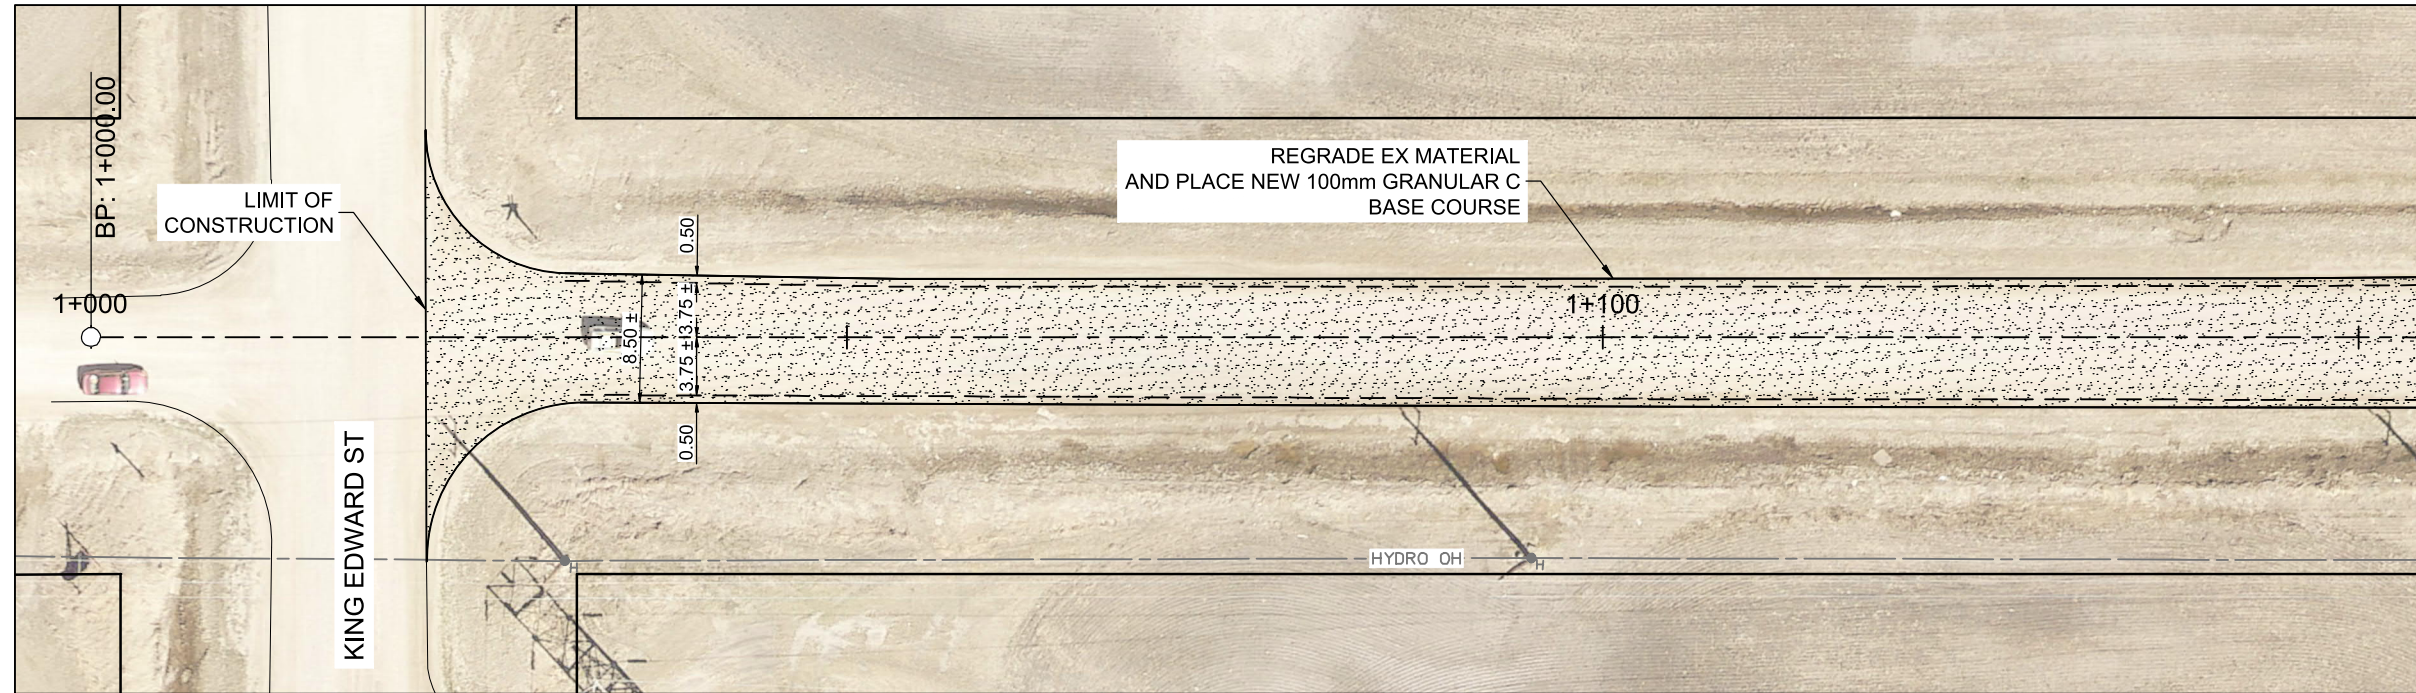 BP: 1+000.00
LIMIT OF
CONSTRUCTION
1+000
KING EDWARD ST
0.50
3.75 ±
3.75 ±
8.50 ±
0.50
REGRADE EX MATERIAL
AND PLACE NEW 100mm GRANULAR C
BASE COURSE
1+100
HYDRO OH
H
H